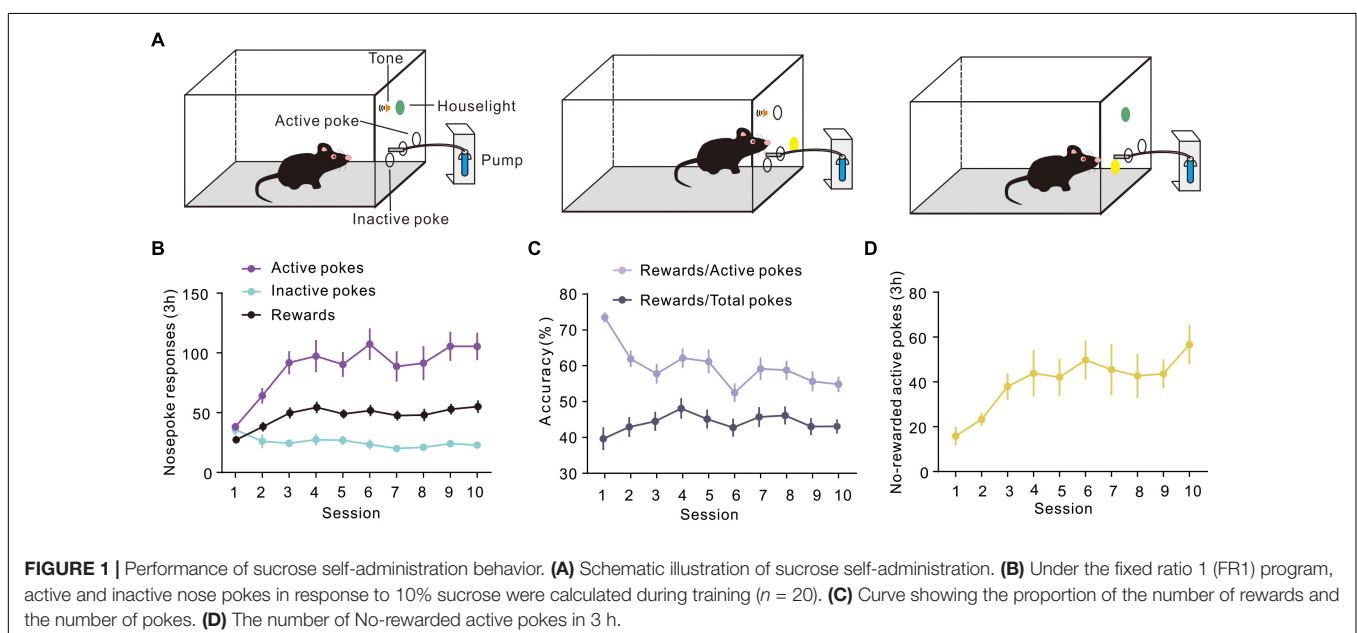 A
Tone
Houselight
Active poke
Pump
Inactive poke
B
Active pokes
Inactive pokes
Rewards
Nosepoke responses (3h)
150
100
50
0
1 2 3 4 5 6 7 8 9 10
Session
C
Rewards/Active pokes
Rewards/Total pokes
Accuracy(%)
80
70
60
50
40
30
1 2 3 4 5 6 7 8 9 10
Session
D
No-rewarded active pokes (3h)
80
60
40
20
0
1 2 3 4 5 6 7 8 9 10
Session
FIGURE 1 | Performance of sucrose self-administration behavior. (A) Schematic illustration of sucrose self-administration. (B) Under the fixed ratio 1 (FR1) program,
active and inactive nose pokes in response to 10% sucrose were calculated during training (n = 20). (C) Curve showing the proportion of the number of rewards and
the number of pokes. (D) The number of No-rewarded active pokes in 3 h.